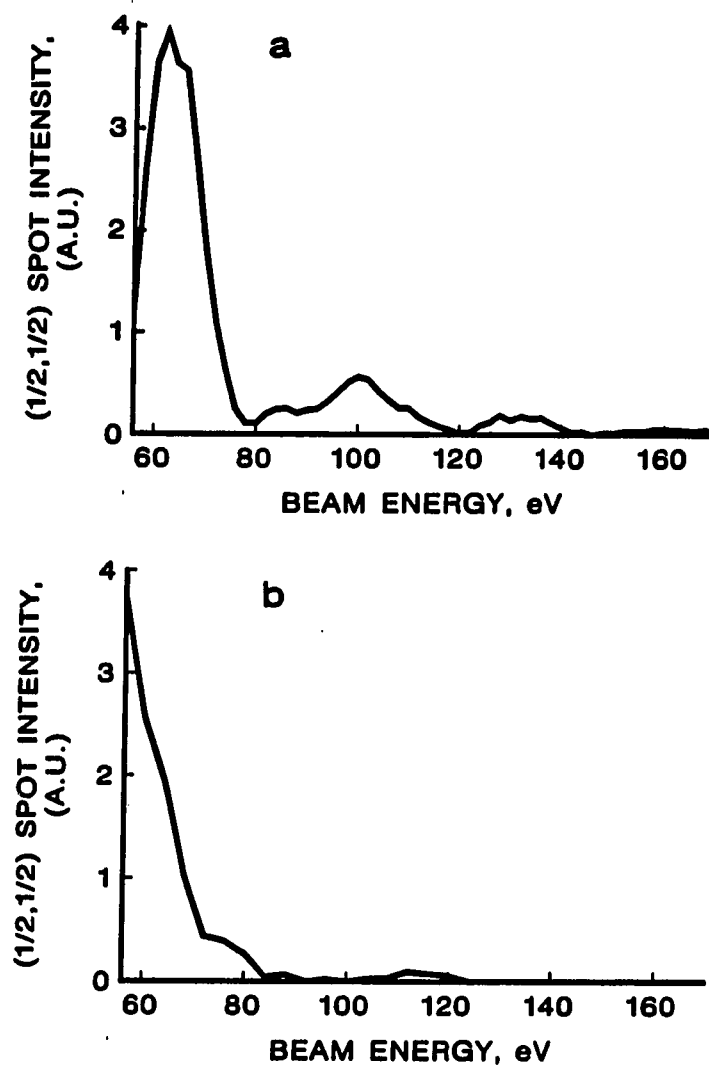 a
(1/2,1/2) SPOT INTENSITY,
(A.U.)
4
3
2
1
0
60 80 100 120 140 160
BEAM ENERGY, eV
b
(1/2,1/2) SPOT INTENSITY,
(A.U.)
4
3
2
1
0
60 80 100 120 140 160
BEAM ENERGY, eV